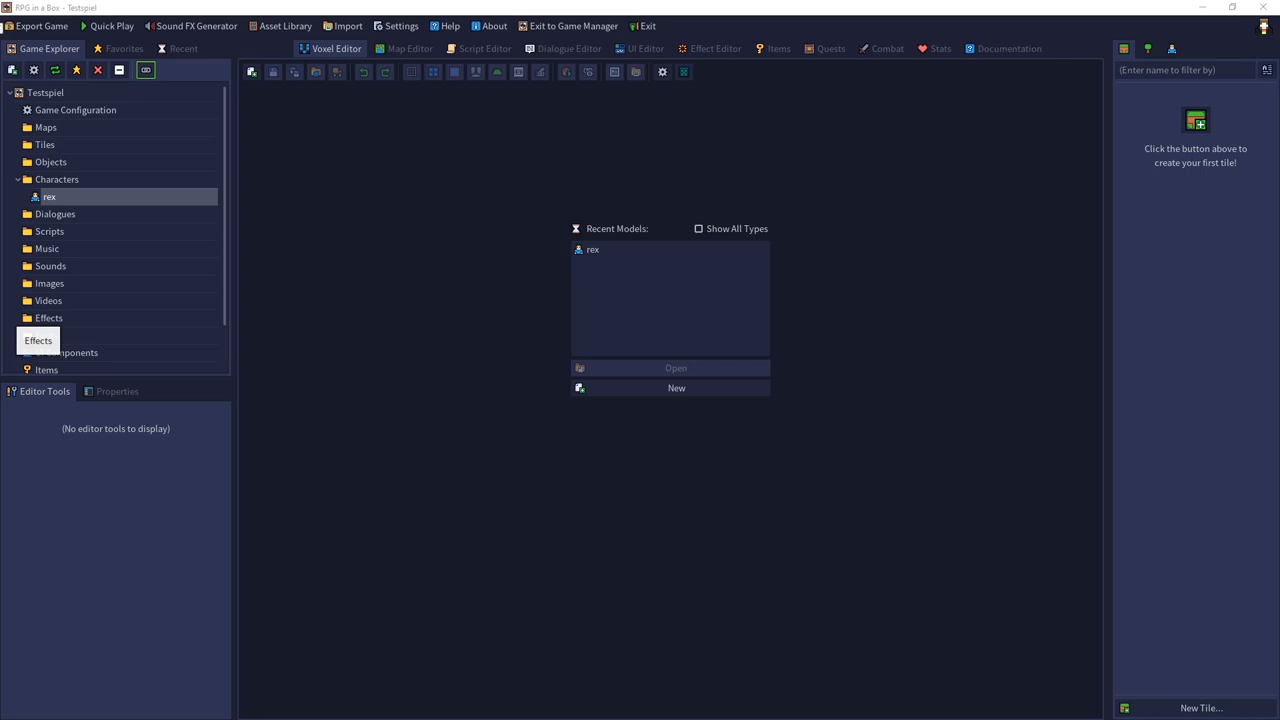 RPG in a Box - Testspiel
Export Game Quick Play Sound FX Generator Asset Library Import Settings Help About Exit to Game Manager Exit
Game Explorer Favorites Recent Voxel Editor Map Editor Script Editor Dialogue Editor UI Editor Effect Editor Items Quests Combat Stats Documentation
(Enter name to filter by)
Testspiel
Game Configuration
Maps
Tiles
Objects
Characters
rex
Dialogues
Scripts
Music
Sounds
Images
Videos
Effects
Effects
Components
Items
Editor Tools Properties
(No editor tools to display)
Recent Models: Show All Types
rex
Open
New
Click the button above to
create your first tile!
New Tile...